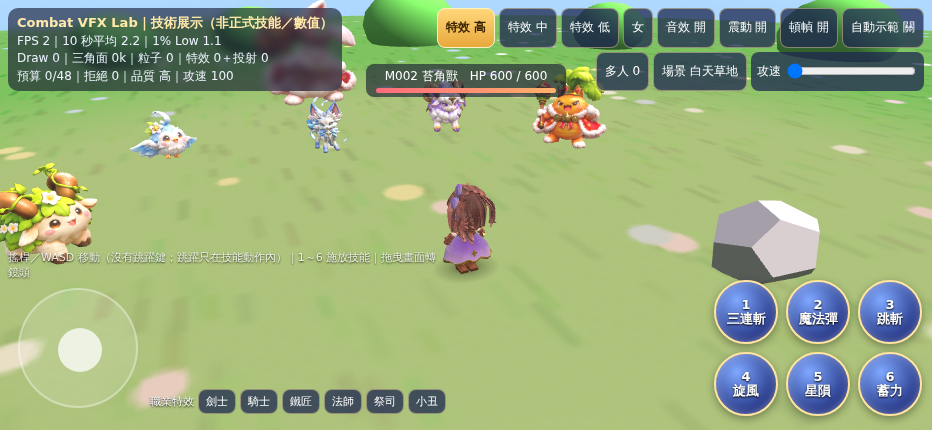 Combat VFX Lab｜技術展示（非正式技能／數值）
FPS 2｜10 秒平均 2.2｜1% Low 1.1
Draw 0｜三角面 0k｜粒子 0｜特效 0＋投射 0
預算 0/48｜拒絕 0｜品質 高｜攻速 100
特效 高
特效 中
特效 低
女
音效 開
震動 開
頓幀 開
自動示範 關
M002 苔角獸 HP 600 / 600
多人 0
場景 白天草地
攻速
搖桿／WASD 移動（沒有跳躍鍵；跳躍只在技能動作內）｜1~6 施放技能｜拖曳畫面轉
鏡頭
1
三連斬
2
魔法彈
3
跳斬
4
旋風
5
星隕
6
蓄力
職業特效
劍士
騎士
鐵匠
法師
祭司
小丑